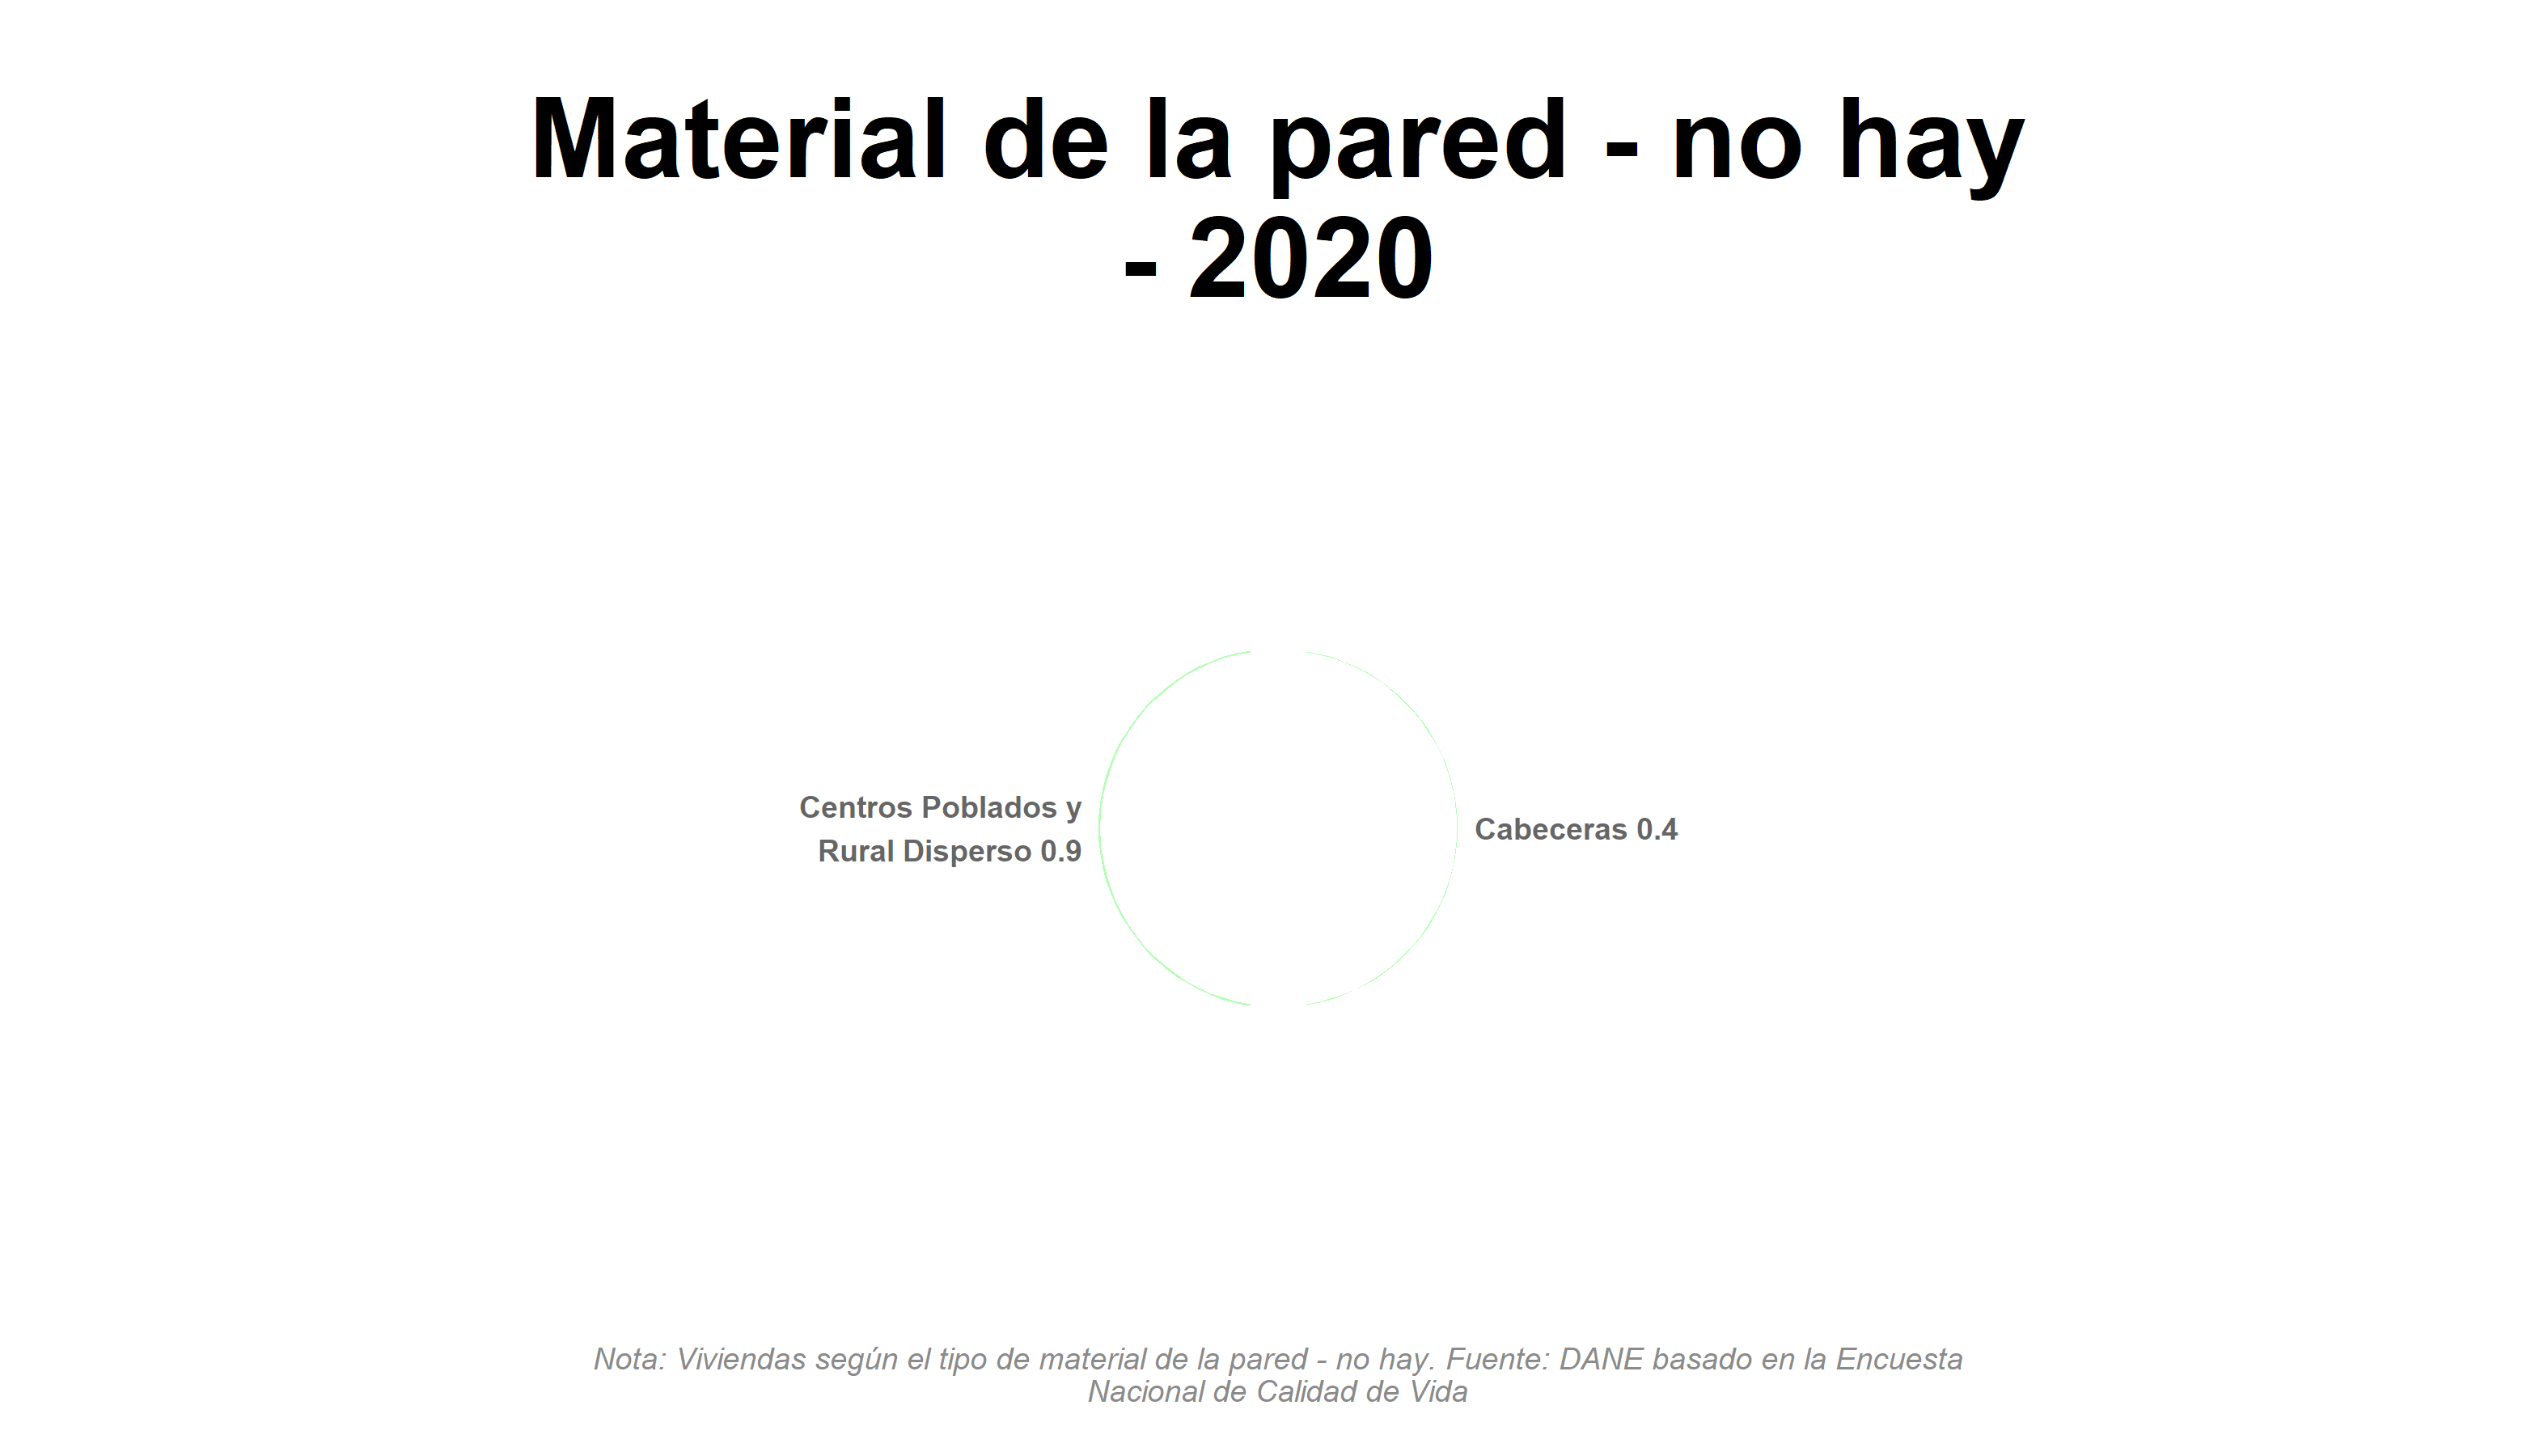 Material de la pared - no hay
- 2020
Centros Poblados y
Rural Disperso 0.9
Cabeceras 0.4
Nota: Viviendas según el tipo de material de la pared - no hay. Fuente: DANE basado en la Encuesta
Nacional de Calidad de Vida